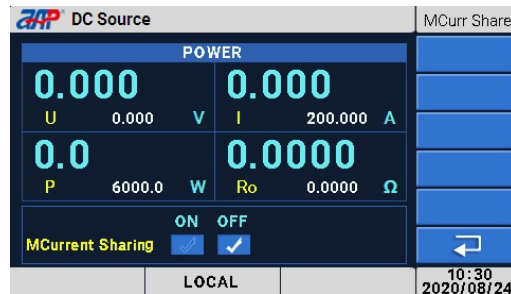 ZAP DC Source
MCurr Share
POWER
0.000
U 0.000 V
0.000
I 200.000 A
0.0
P 6000.0 W
0.0000
Ro 0.0000 Ω
ON OFF
MCurrent Sharing
LOCAL
10:30
2020/08/24